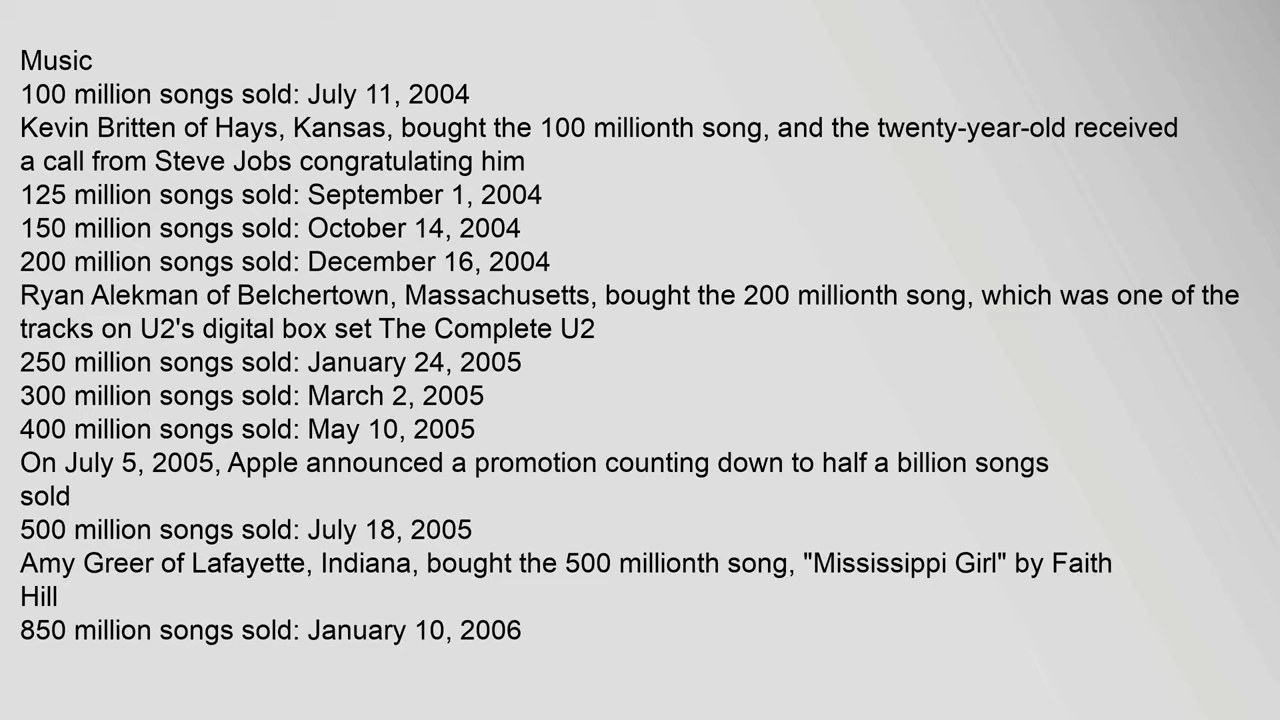 Music
100 million songs sold: July 11, 2004
Kevin Britten of Hays, Kansas, bought the 100 millionth song, and the twenty-year-old received
a call from Steve Jobs congratulating him
125 million songs sold: September 1, 2004
150 million songs sold: October 14, 2004
200 million songs sold: December 16, 2004
Ryan Alekman of Belchertown, Massachusetts, bought the 200 millionth song, which was one of the
tracks on U2's digital box set The Complete U2
250 million songs sold: January 24, 2005
300 million songs sold: March 2, 2005
400 million songs sold: May 10, 2005
On July 5, 2005, Apple announced a promotion counting down to half a billion songs
sold
500 million songs sold: July 18, 2005
Amy Greer of Lafayette, Indiana, bought the 500 millionth song, "Mississippi Girl" by Faith
Hill
850 million songs sold: January 10, 2006